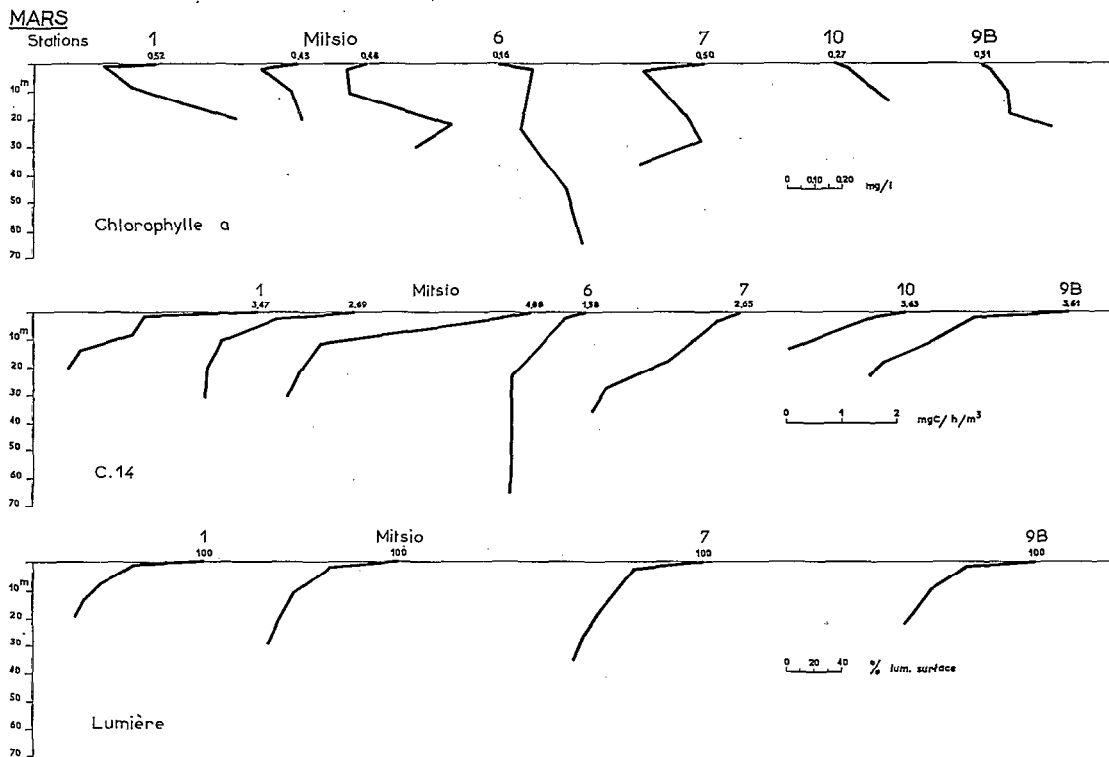 MARS
Stations 1 Mitsio 6 7 10 9B
0,52 0,43 0,48 0,16 0,50 0,27 0,31
10m
20
30
40
50
60
70
0 0,10 0,20 mg/l
Chlorophylle a
1 Mitsio 6 7 10 9B
3,47 2,69 1,38 2,65 3,63 3,61
10m
20
30
40
50
60
70
0 1 2 mgC/h/m³
C.14
1 Mitsio 7 9B
100 100 100 100
10m
20
30
40
50
60
70
0 20 40 % lum. surface
Lumière